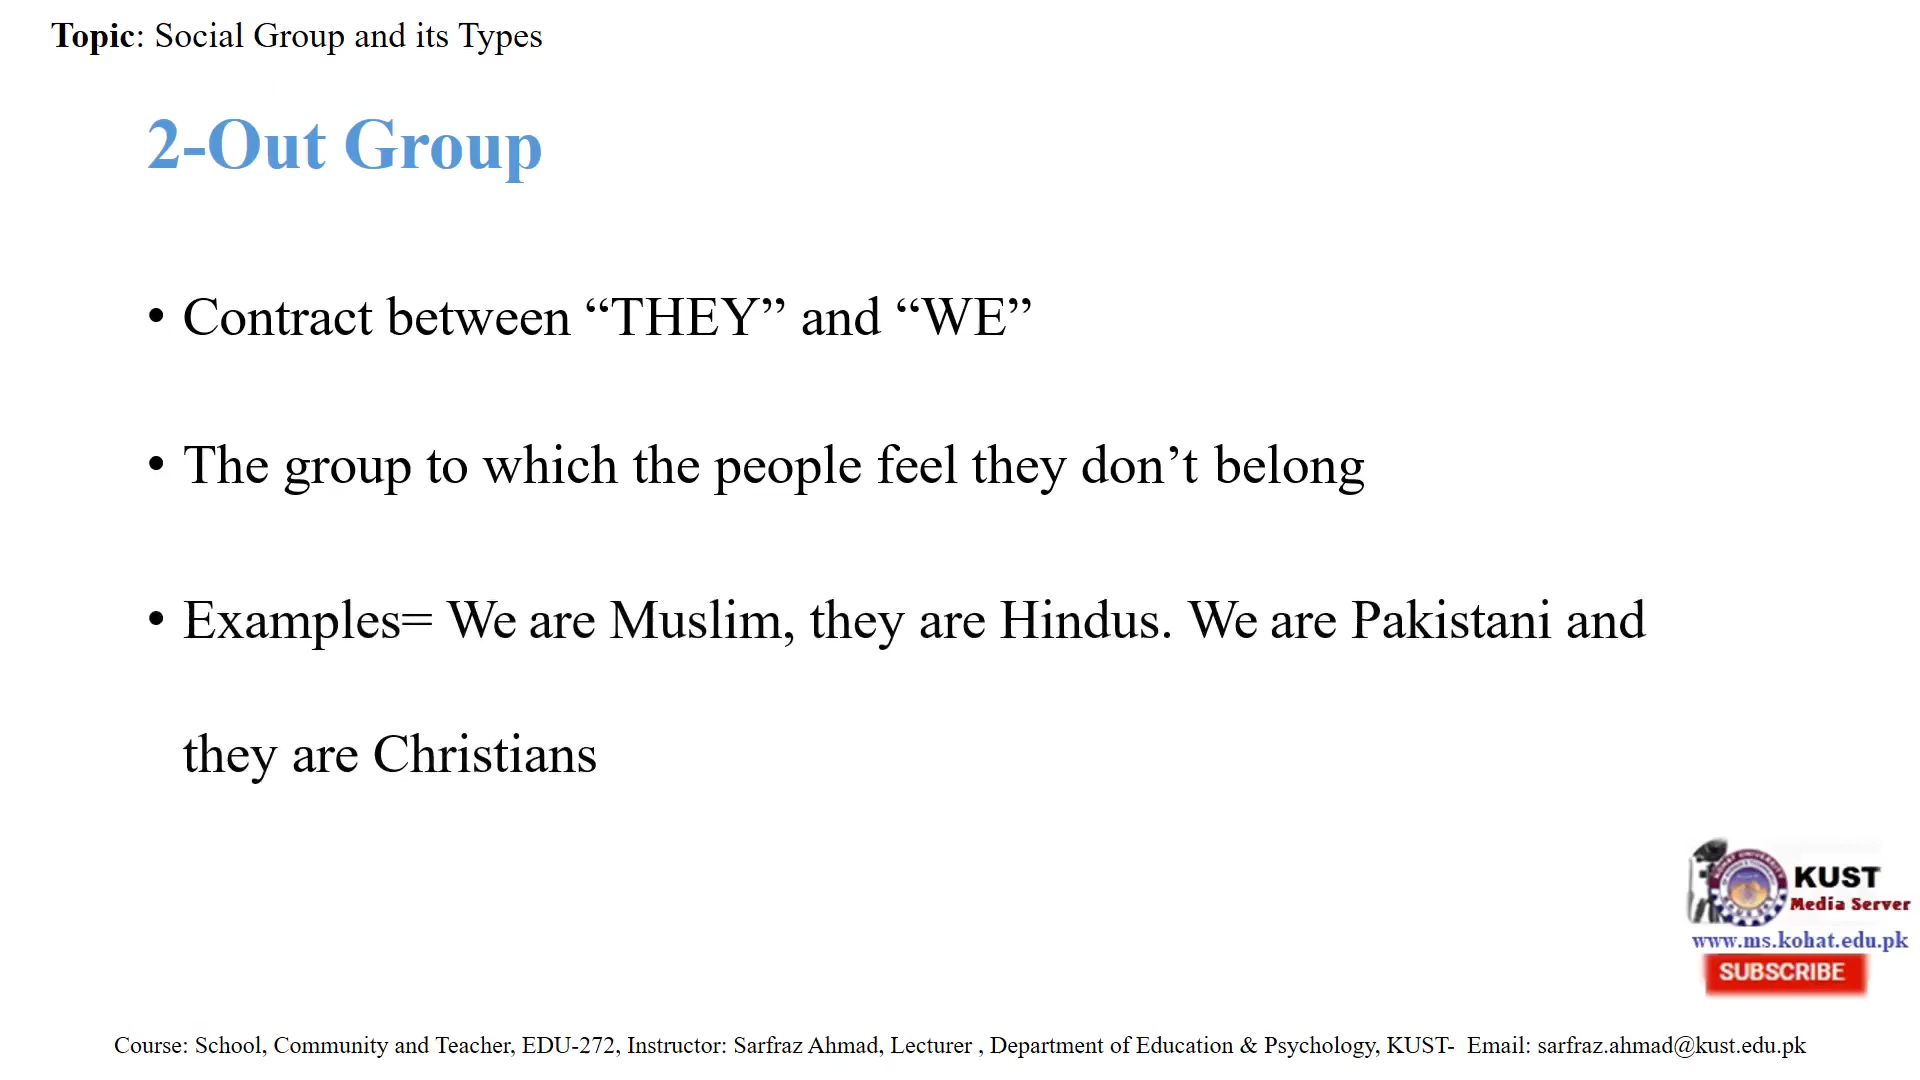 Topic: Social Group and its Types
2-Out Group
• Contract between “THEY” and “WE”
• The group to which the people feel they don’t belong
• Examples= We are Muslim, they are Hindus. We are Pakistani and
they are Christians
KUST
Media Server
www.ms.kohat.edu.pk
SUBSCRIBE
Course: School, Community and Teacher, EDU-272, Instructor: Sarfraz Ahmad, Lecturer , Department of Education & Psychology, KUST- Email: sarfraz.ahmad@kust.edu.pk